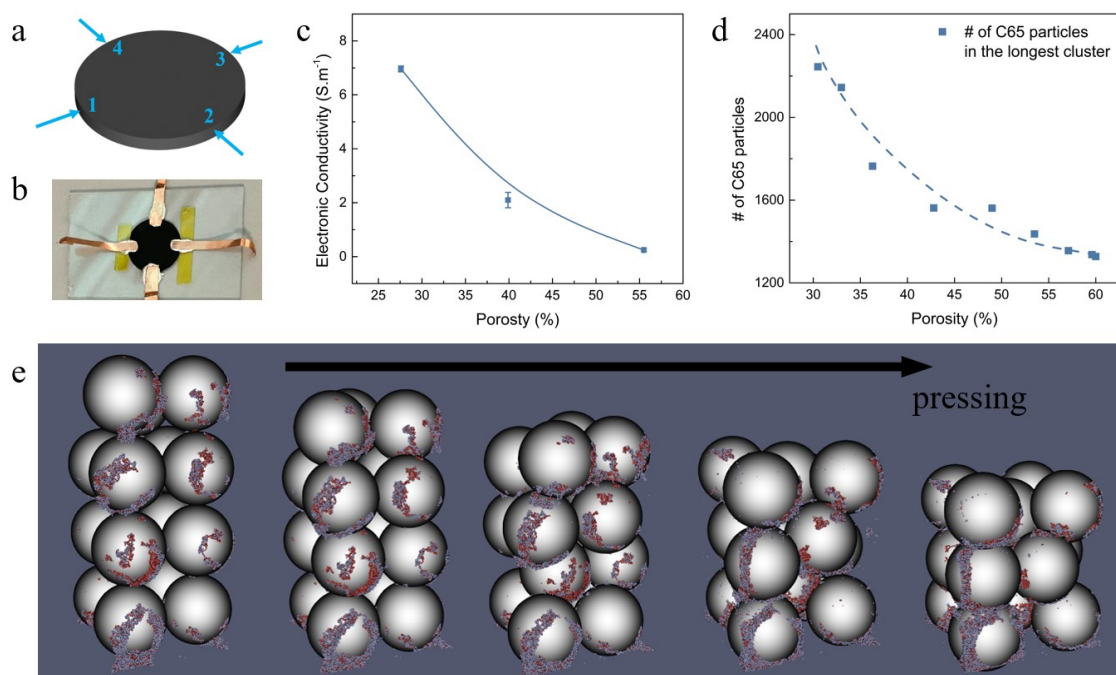 a
4
3
1
2
b
c
Electronic Conductivity (S.m⁻¹)
8
6
4
2
0
25 30 35 40 45 50 55 60
Porosty (%)
d
# of C65 particles
2400
2000
1600
1200
# of C65 particles
in the longest cluster
30 35 40 45 50 55 60
Porosity (%)
e
pressing